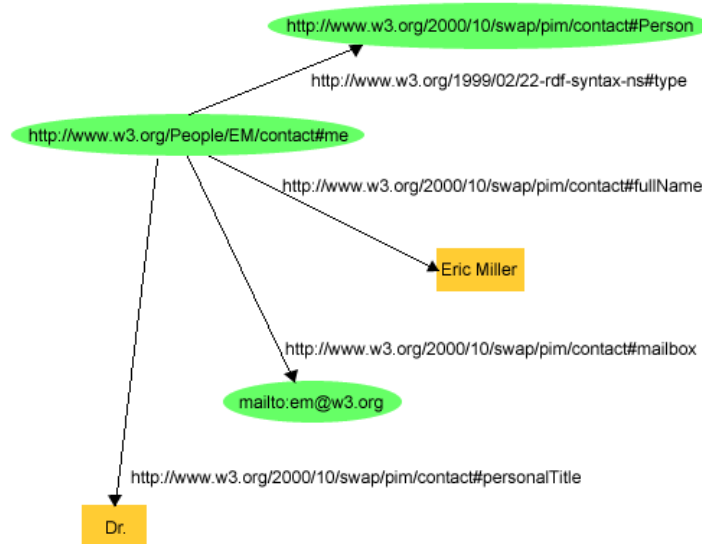 http://www.w3.org/2000/10/swap/pim/contact#Person
http://www.w3.org/1999/02/22-rdf-syntax-ns#type
http://www.w3.org/People/EM/contact#me
http://www.w3.org/2000/10/swap/pim/contact#fullName
Eric Miller
http://www.w3.org/2000/10/swap/pim/contact#mailbox
mailto:em@w3.org
http://www.w3.org/2000/10/swap/pim/contact#personalTitle
Dr.